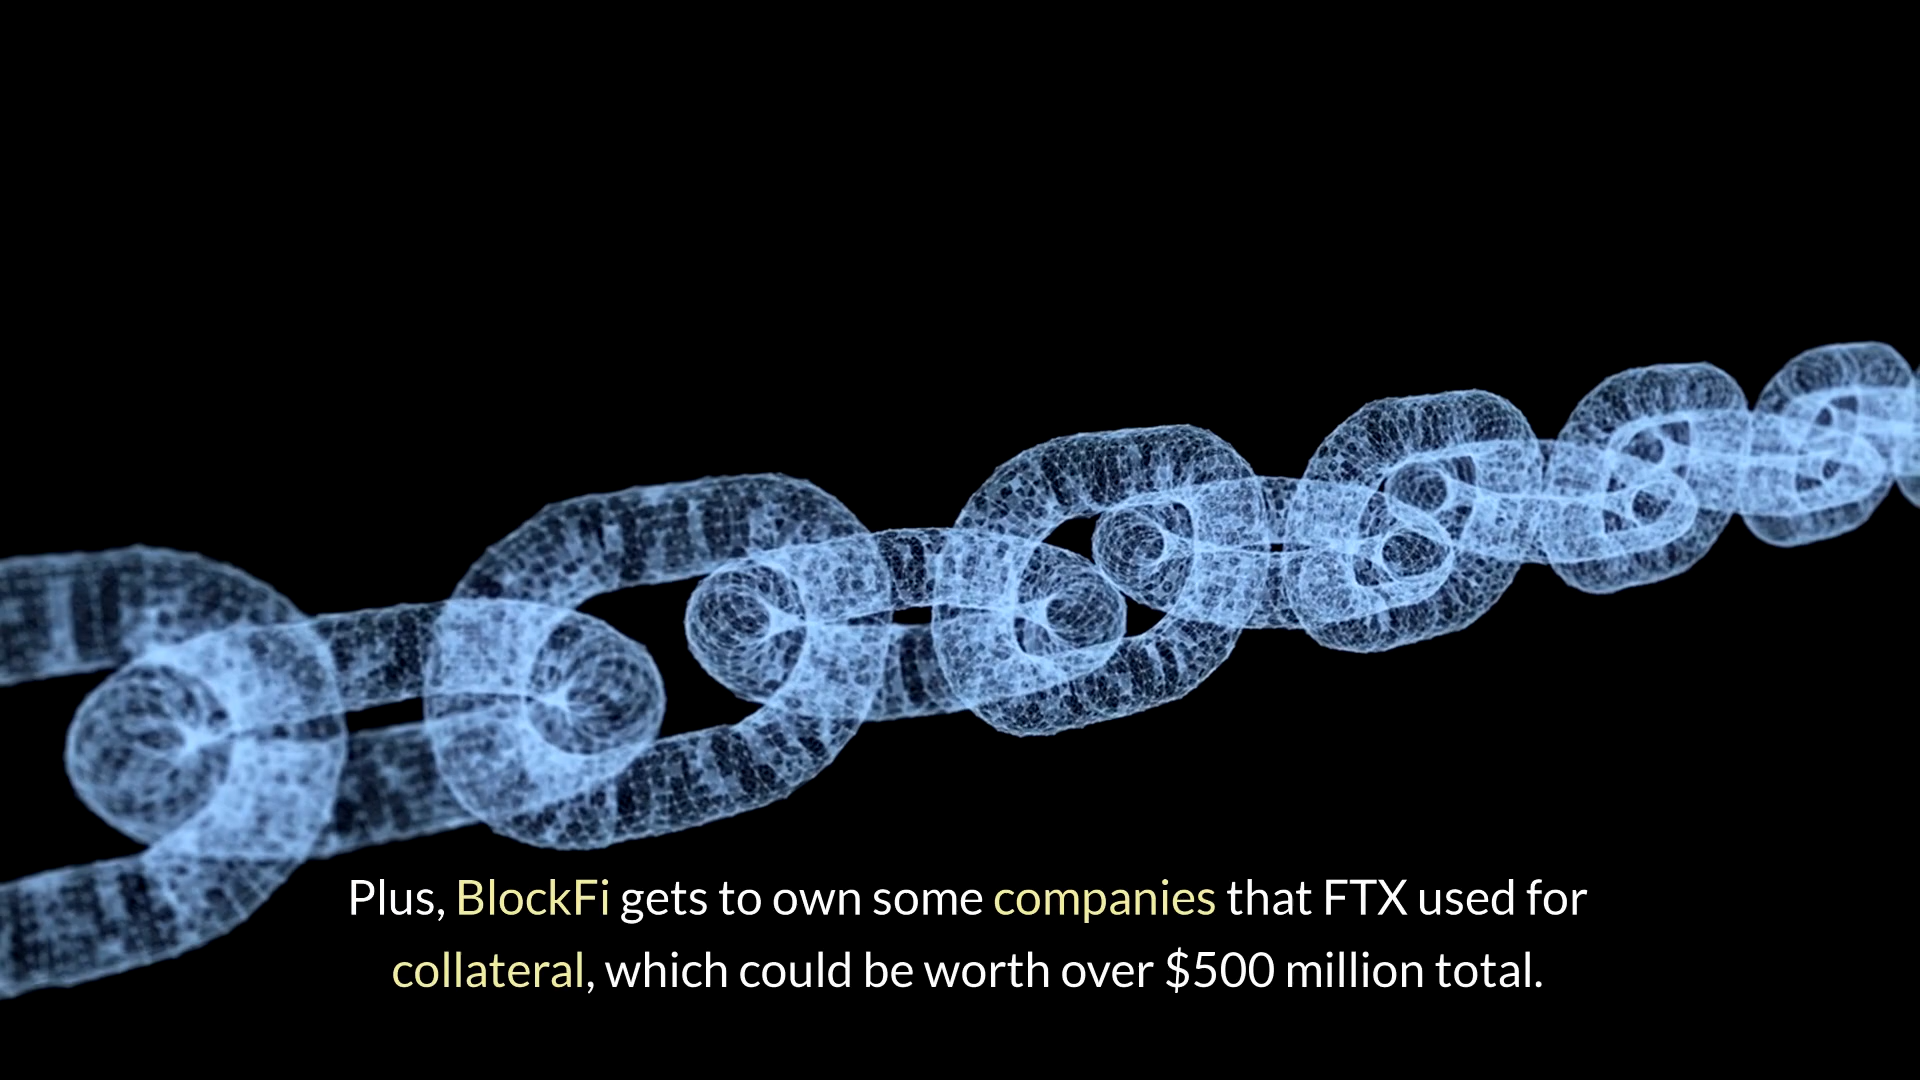 Plus, BlockFi gets to own some companies that FTX used for
collateral, which could be worth over $500 million total.